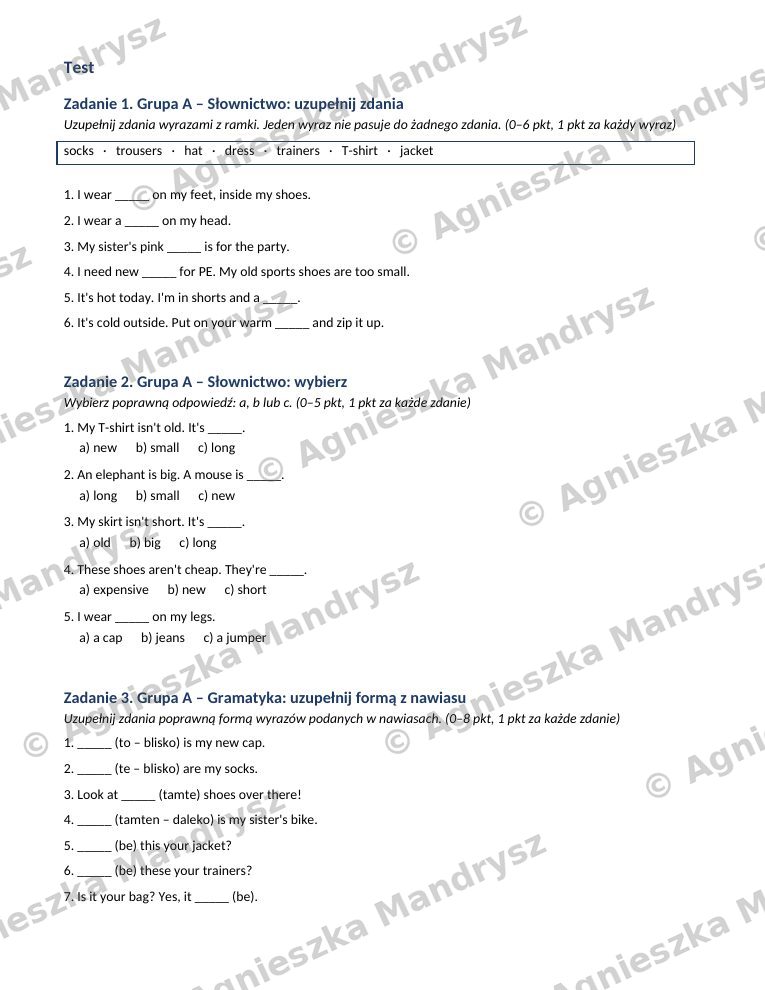 Test
Zadanie 1. Grupa A – Słownictwo: uzupełnij zdania
Uzupełnij zdania wyrazami z ramki. Jeden wyraz nie pasuje do żadnego zdania. (0–6 pkt, 1 pkt za każdy wyraz)
socks · trousers · hat · dress · trainers · T-shirt · jacket
1. I wear _____ on my feet, inside my shoes.
2. I wear a _____ on my head.
3. My sister's pink _____ is for the party.
4. I need new _____ for PE. My old sports shoes are too small.
5. It's hot today. I'm in shorts and a _____.
6. It's cold outside. Put on your warm _____ and zip it up.
Zadanie 2. Grupa A – Słownictwo: wybierz
Wybierz poprawną odpowiedź: a, b lub c. (0–5 pkt, 1 pkt za każde zdanie)
1. My T-shirt isn't old. It's _____.
a) new b) small c) long
2. An elephant is big. A mouse is _____.
a) long b) small c) new
3. My skirt isn't short. It's _____.
a) old b) big c) long
4. These shoes aren't cheap. They're _____.
a) expensive b) new c) short
5. I wear _____ on my legs.
a) a cap b) jeans c) a jumper
Zadanie 3. Grupa A – Gramatyka: uzupełnij formą z nawiasu
Uzupełnij zdania poprawną formą wyrazów podanych w nawiasach. (0–8 pkt, 1 pkt za każde zdanie)
1. _____ (to – blisko) is my new cap.
2. _____ (te – blisko) are my socks.
3. Look at _____ (tamte) shoes over there!
4. _____ (tamten – daleko) is my sister's bike.
5. _____ (be) this your jacket?
6. _____ (be) these your trainers?
7. Is it your bag? Yes, it _____ (be).
© Agnieszka Mandrysz